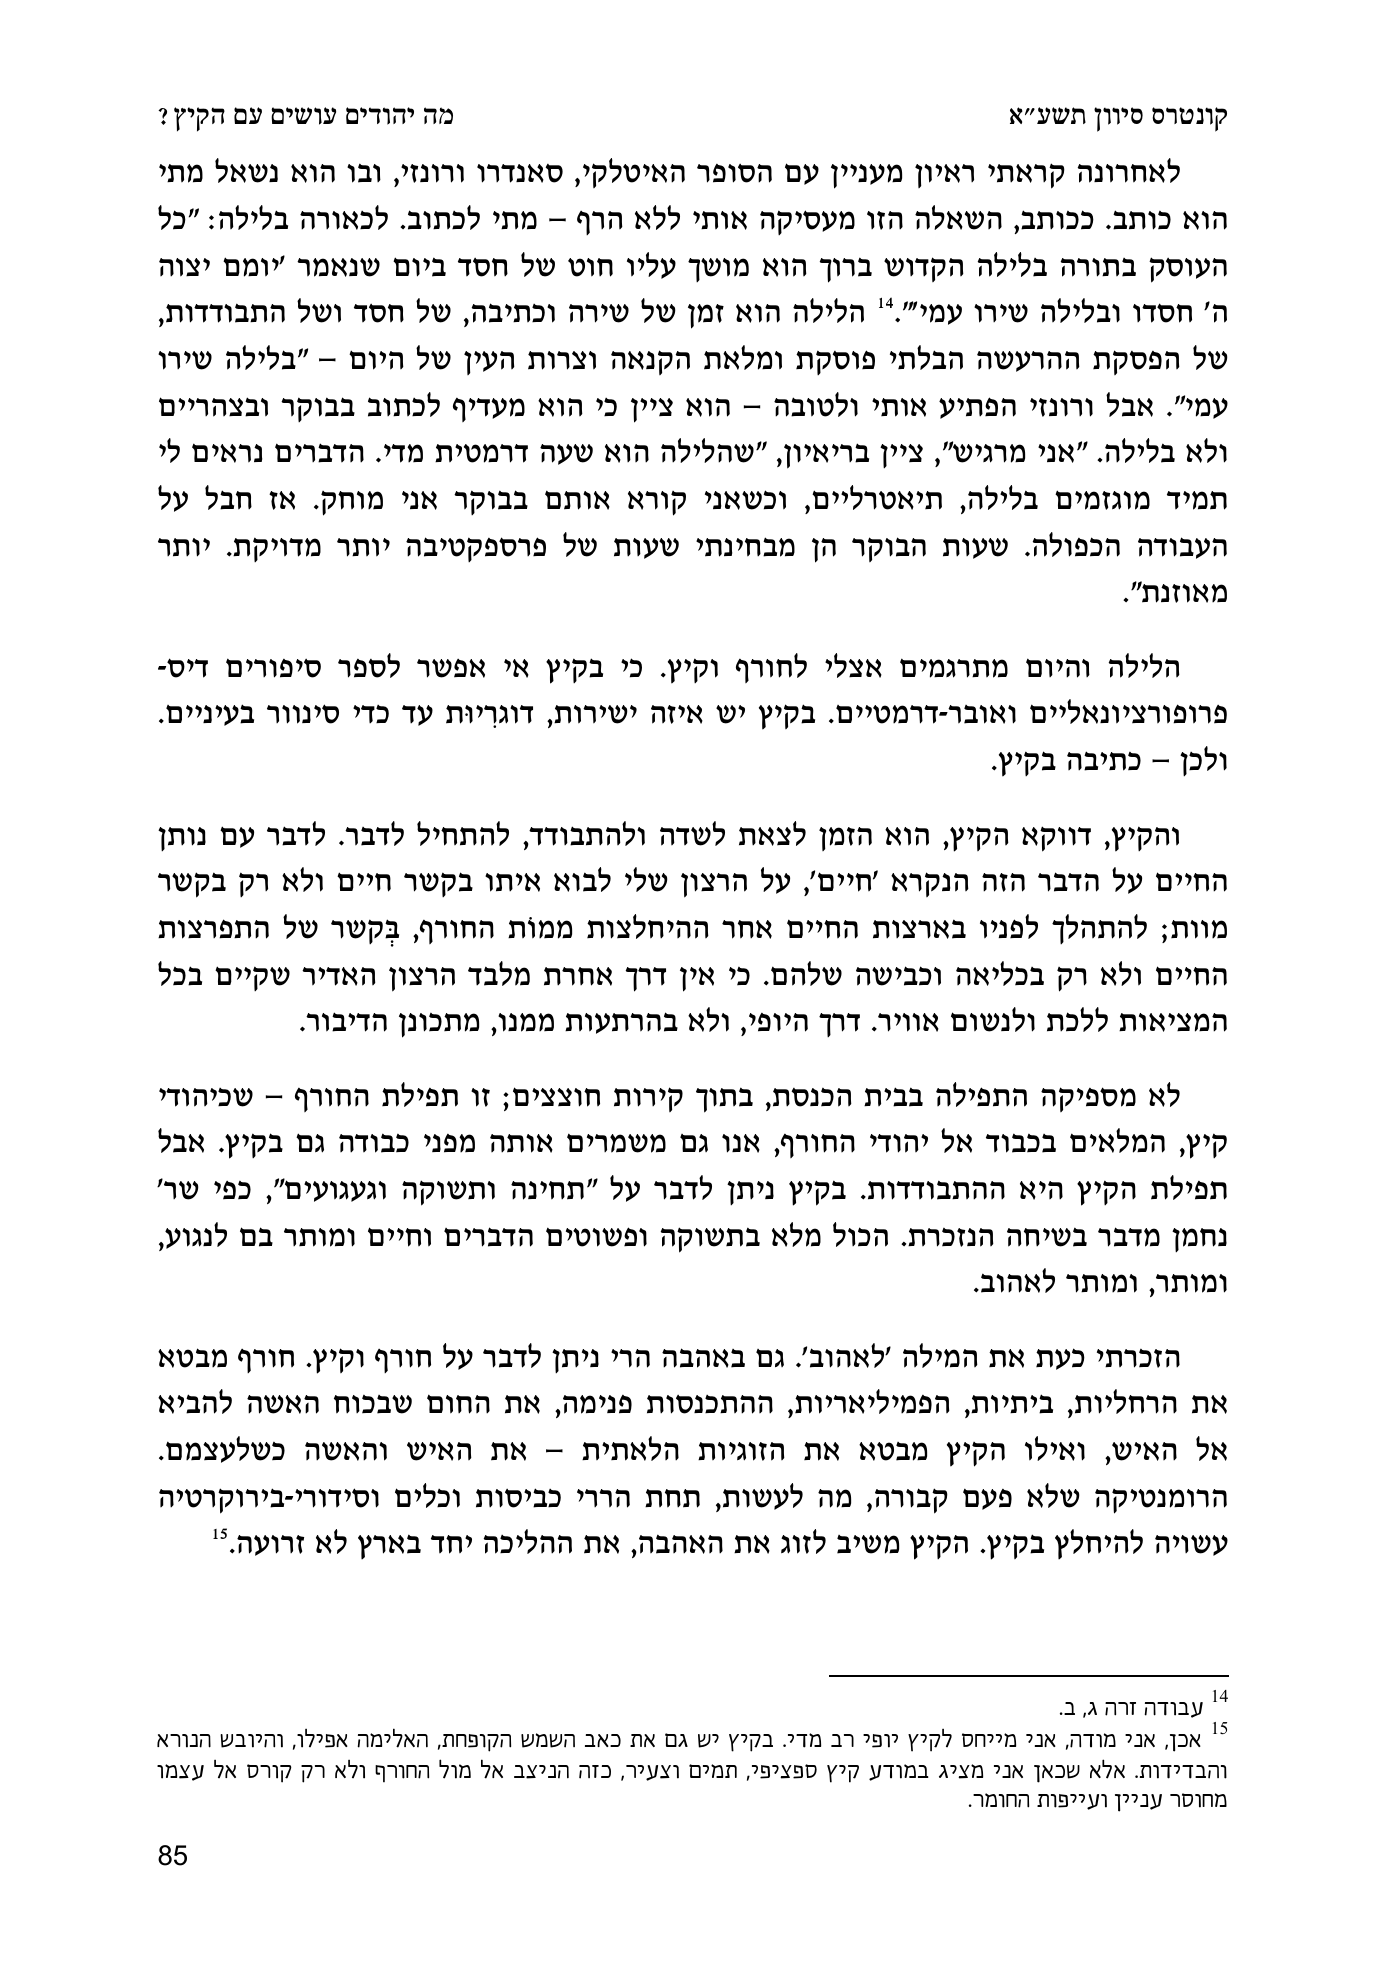 קונטרס סיוון תשע"א מה יהודים עושים עם הקיץ?
לאחרונה קראתי ראיון מעניין עם הסופר האיטלקי, סאנדרו ורונזי, ובו הוא נשאל מתי
הוא כותב. ככותב, השאלה הזו מעסיקה אותי ללא הרף – מתי לכתוב. לכאורה בלילה: "כל
העוסק בתורה בלילה הקדוש ברוך הוא מושך עליו חוט של חסד ביום שנאמר 'יומם יצוה
ה' חסדו ובלילה שירו עמי'".14 הלילה הוא זמן של שירה וכתיבה, של חסד ושל התבודדות,
של הפסקת ההרעשה הבלתי פוסקת ומלאת הקנאה וצרות העין של היום – "בלילה שירו
עמי". אבל ורונזי הפתיע אותי ולטובה – הוא ציין כי הוא מעדיף לכתוב בבוקר ובצהריים
ולא בלילה. "אני מרגיש", ציין בריאיון, "שהלילה הוא שעה דרמטית מדי. הדברים נראים לי
תמיד מוגזמים בלילה, תיאטרליים, וכשאני קורא אותם בבוקר אני מוחק. אז חבל על
העבודה הכפולה. שעות הבוקר הן מבחינתי שעות של פרספקטיבה יותר מדויקת. יותר
מאוזנת".
הלילה והיום מתרגמים אצלי לחורף וקיץ. כי בקיץ אי אפשר לספר סיפורים דיס-
פרופורציונאליים ואובר-דרמטיים. בקיץ יש איזה ישירות, דוגרִיוּת עד כדי סינוור בעיניים.
ולכן – כתיבה בקיץ.
והקיץ, דווקא הקיץ, הוא הזמן לצאת לשדה ולהתבודד, להתחיל לדבר. לדבר עם נותן
החיים על הדבר הזה הנקרא 'חיים', על הרצון שלי לבוא איתו בקשר חיים ולא רק בקשר
מוות; להתהלך לפניו בארצות החיים אחר ההיחלצות ממוֹת החורף, בְּקשר של התפרצות
החיים ולא רק בכליאה וכבישה שלהם. כי אין דרך אחרת מלבד הרצון האדיר שקיים בכל
המציאות ללכת ולנשום אוויר. דרך היופי, ולא בהרתעות ממנו, מתכונן הדיבור.
לא מספיקה התפילה בבית הכנסת, בתוך קירות חוצצים; זו תפילת החורף – שכיהודי
קיץ, המלאים בכבוד אל יהודי החורף, אנו גם משמרים אותה מפני כבודה גם בקיץ. אבל
תפילת הקיץ היא ההתבודדות. בקיץ ניתן לדבר על "תחינה ותשוקה וגעגועים", כפי שר'
נחמן מדבר בשיחה הנזכרת. הכול מלא בתשוקה ופשוטים הדברים וחיים ומותר בם לנגוע,
ומותר, ומותר לאהוב.
הזכרתי כעת את המילה 'לאהוב'. גם באהבה הרי ניתן לדבר על חורף וקיץ. חורף מבטא
את הרחליות, ביתיות, הפמיליאריות, ההתכנסות פנימה, את החום שבכוח האשה להביא
אל האיש, ואילו הקיץ מבטא את הזוגיות הלאתית – את האיש והאשה כשלעצמם.
הרומנטיקה שלא פעם קבורה, מה לעשות, תחת הררי כביסות וכלים וסידורי-בירוקרטיה
עשויה להיחלץ בקיץ. הקיץ משיב לזוג את האהבה, את ההליכה יחד בארץ לא זרועה.15
14 עבודה זרה ג, ב.
15 אכן, אני מודה, אני מייחס לקיץ יופי רב מדי. בקיץ יש גם את כאב השמש הקופחת, האלימה אפילו, והיובש הנורא
והבדידות. אלא שכאן אני מציג במודע קיץ ספציפי, תמים וצעיר, כזה הניצב אל מול החורף ולא רק קורס אל עצמו
מחוסר עניין ועייפות החומר.
85